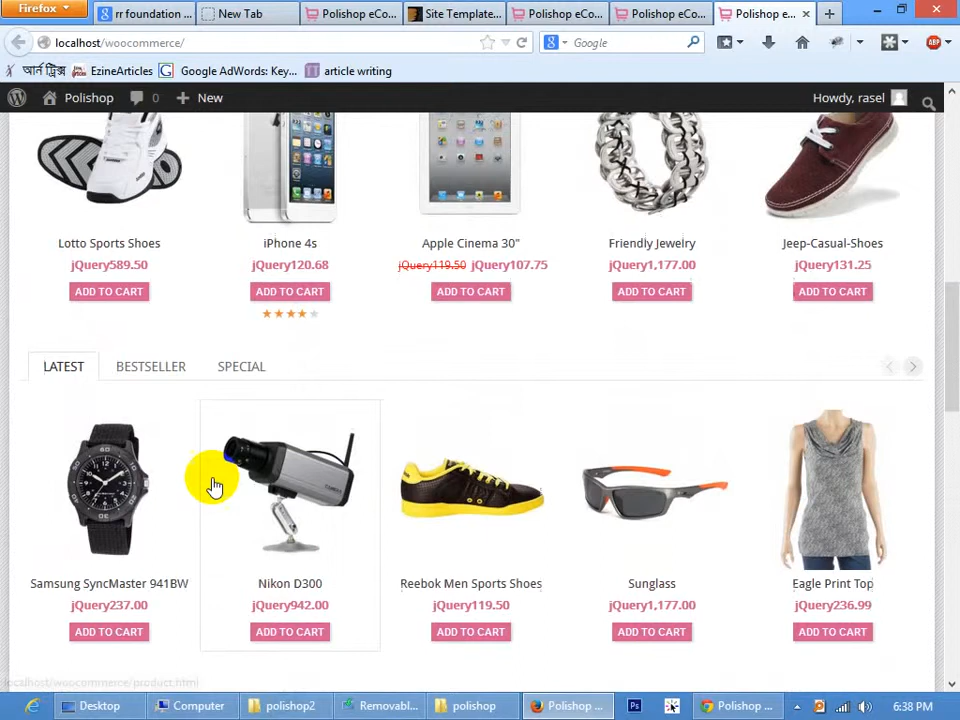 Firefox
rr foundation ...
New Tab
Polishop eCo...
Site Template...
Polishop eCo...
Polishop eCo...
Polishop e...
localhost/woocommerce/
Google
আর্ন ট্রিক্স
EzineArticles
Google AdWords: Key...
article writing
Polishop
0
New
Howdy, rasel
Lotto Sports Shoes
iPhone 4s
Apple Cinema 30"
Friendly Jewelry
Jeep-Casual-Shoes
jQuery589.50
jQuery120.68
jQuery119.50 jQuery107.75
jQuery1,177.00
jQuery131.25
ADD TO CART
ADD TO CART
ADD TO CART
ADD TO CART
ADD TO CART
LATEST
BESTSELLER
SPECIAL
Samsung SyncMaster 941BW
Nikon D300
Reebok Men Sports Shoes
Sunglass
Eagle Print Top
jQuery237.00
jQuery942.00
jQuery119.50
jQuery1,177.00
jQuery236.99
ADD TO CART
ADD TO CART
ADD TO CART
ADD TO CART
ADD TO CART
localhost/woocommerce/product.html
Desktop
Computer
polishop2
Removabl...
polishop
Polishop ...
Ps
Polishop ...
6:38 PM